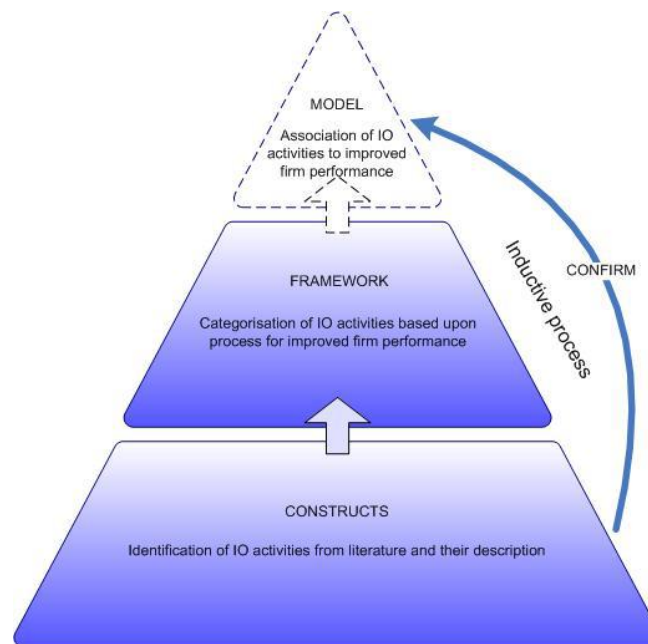 MODEL
Association of IO
activities to improved
firm performance
FRAMEWORK
Categorisation of IO activities based upon
process for improved firm performance
CONSTRUCTS
Identification of IO activities from literature and their description
Inductive process
CONFIRM